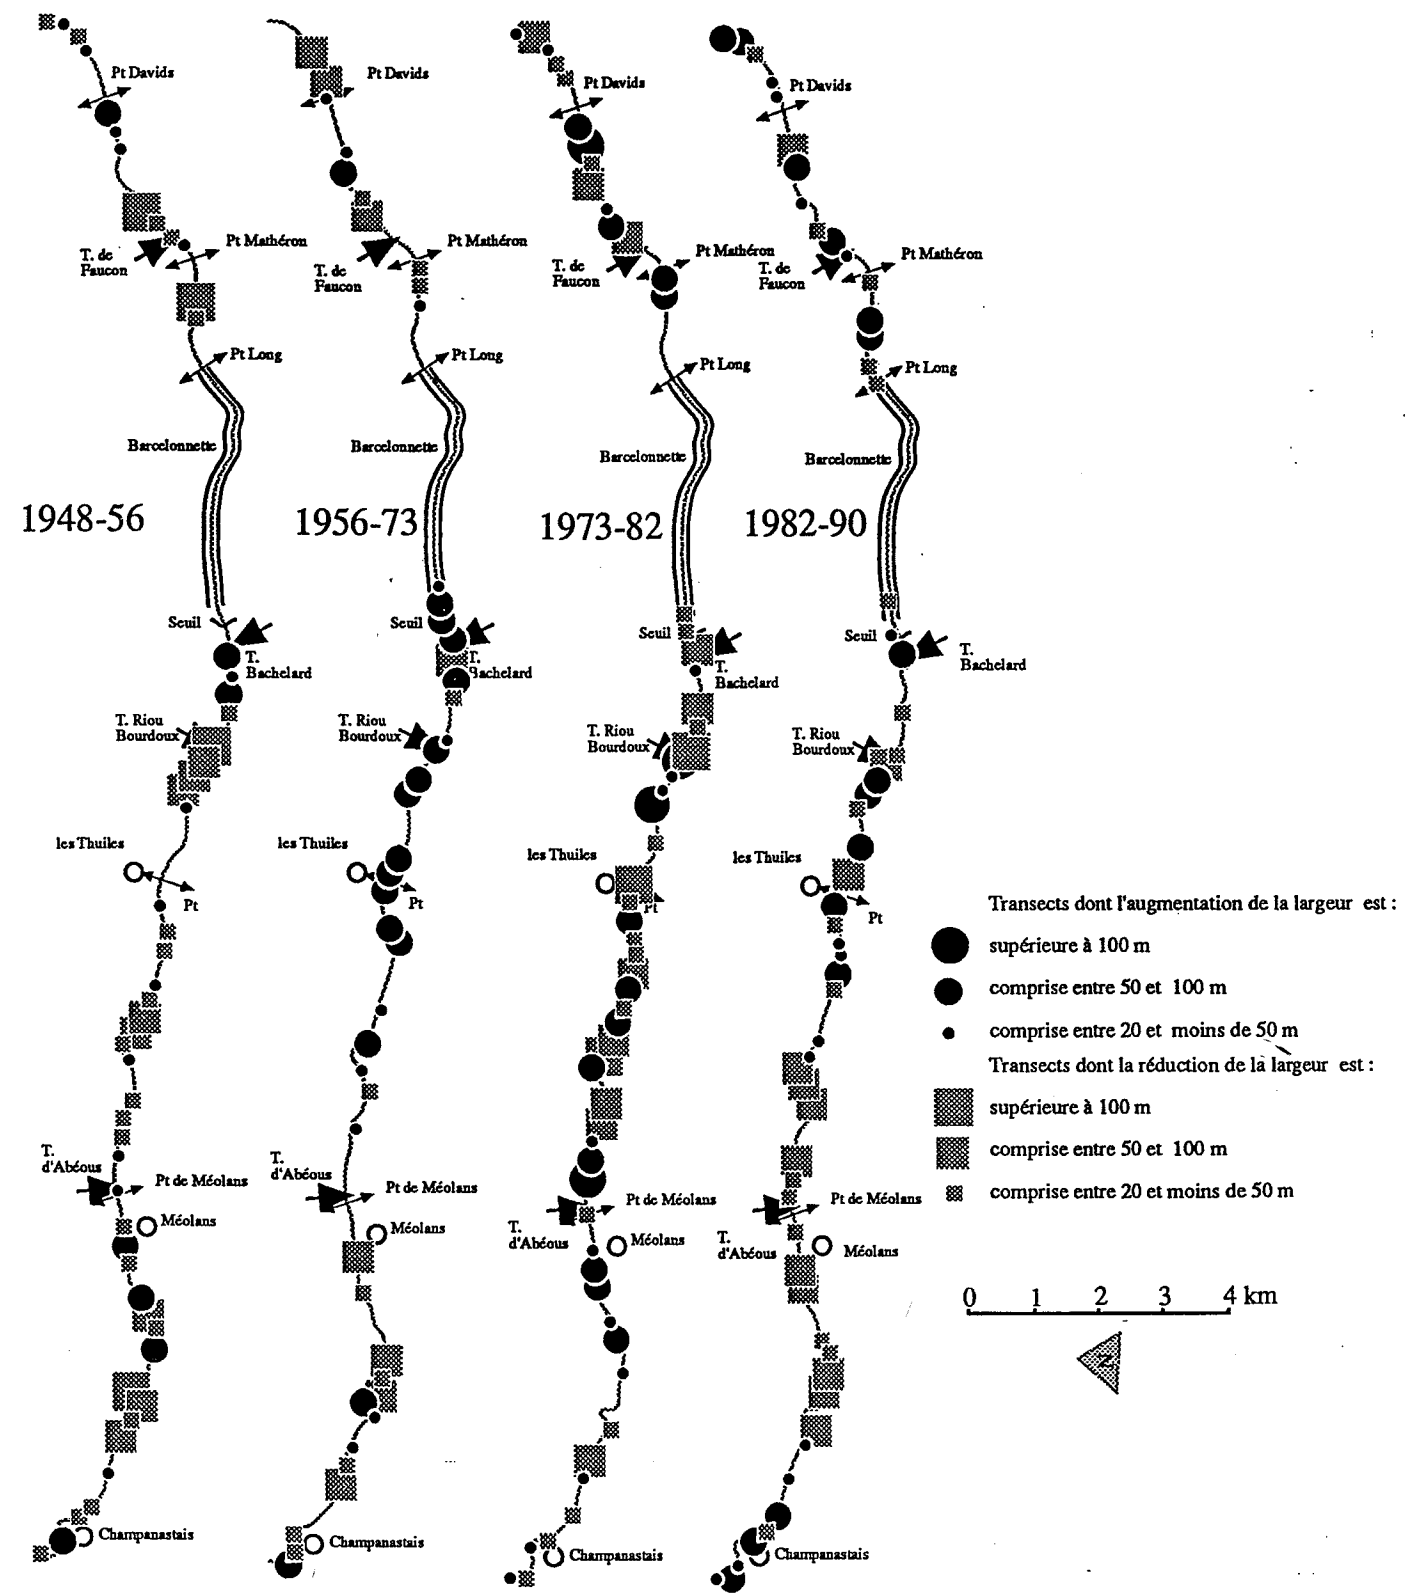 Pt Davids
Pt Mathéron
T. de
Faucon
Pt Long
Barcelonnette
1948-56
Seuil
T.
Bachelard
T. Riou
Bourdoux
les Thuiles
Pt
T.
d'Abéous
Pt de Méolans
Méolans
Champanastais
Pt Davids
Pt Mathéron
T. de
Faucon
Pt Long
Barcelonnette
1956-73
Seuil
T.
Bachelard
T. Riou
Bourdoux
les Thuiles
Pt
T.
d'Abéous
Pt de Méolans
Méolans
Champanastais
Pt Davids
Pt Mathéron
T. de
Faucon
Pt Long
Barcelonnette
1973-82
Seuil
T.
Bachelard
T. Riou
Bourdoux
les Thuiles
Pt
Pt de Méolans
T.
d'Abéous
Méolans
Champanastais
Pt Davids
Pt Mathéron
T. de
Faucon
Pt Long
Barcelonnette
1982-90
Seuil
T.
Bachelard
T. Riou
Bourdoux
les Thuiles
Pt
Pt de Méolans
T.
d'Abéous
Méolans
Champanastais
Transects dont l'augmentation de la largeur est :
supérieure à 100 m
comprise entre 50 et 100 m
comprise entre 20 et moins de 50 m
Transects dont la réduction de la largeur est :
supérieure à 100 m
comprise entre 50 et 100 m
comprise entre 20 et moins de 50 m
0 1 2 3 4 km
N